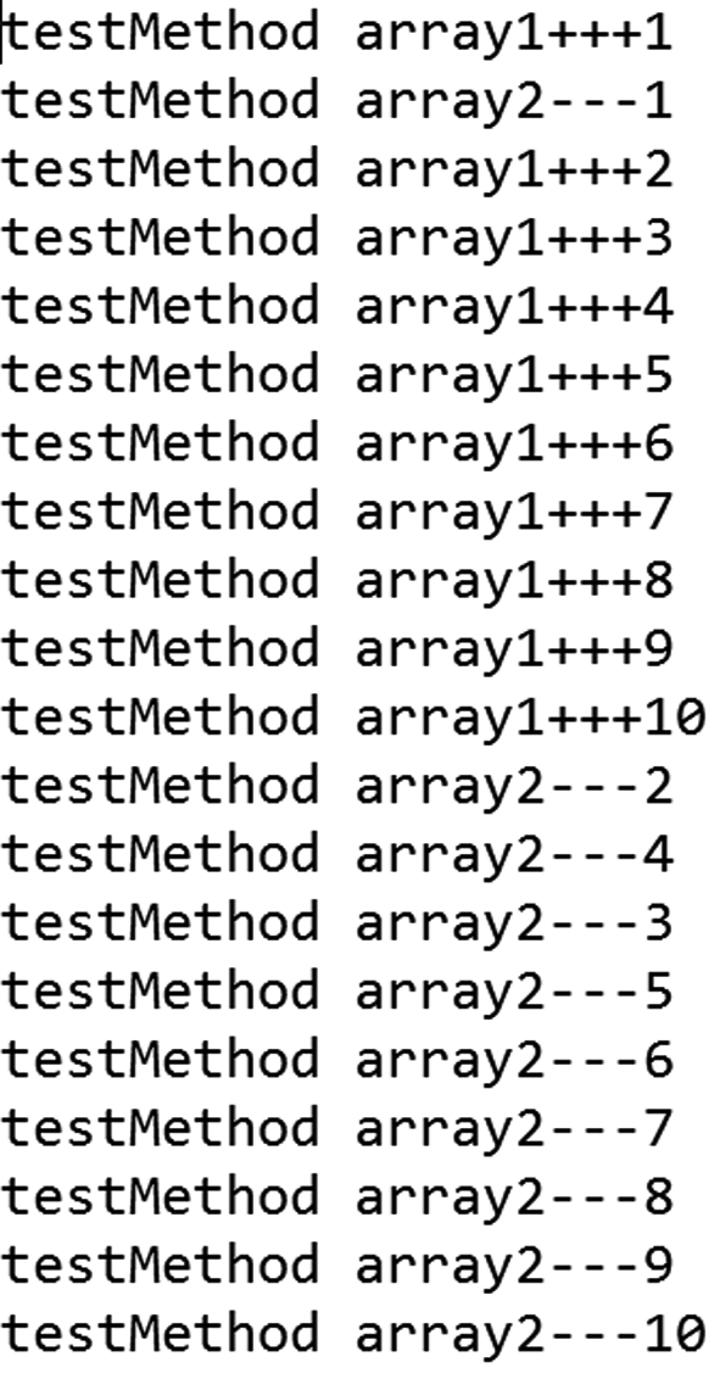 testMethod array1+++1
testMethod array2---1
testMethod array1+++2
testMethod array1+++3
testMethod array1+++4
testMethod array1+++5
testMethod array1+++6
testMethod array1+++7
testMethod array1+++8
testMethod array1+++9
testMethod array1+++10
testMethod array2---2
testMethod array2---4
testMethod array2---3
testMethod array2---5
testMethod array2---6
testMethod array2---7
testMethod array2---8
testMethod array2---9
testMethod array2---10